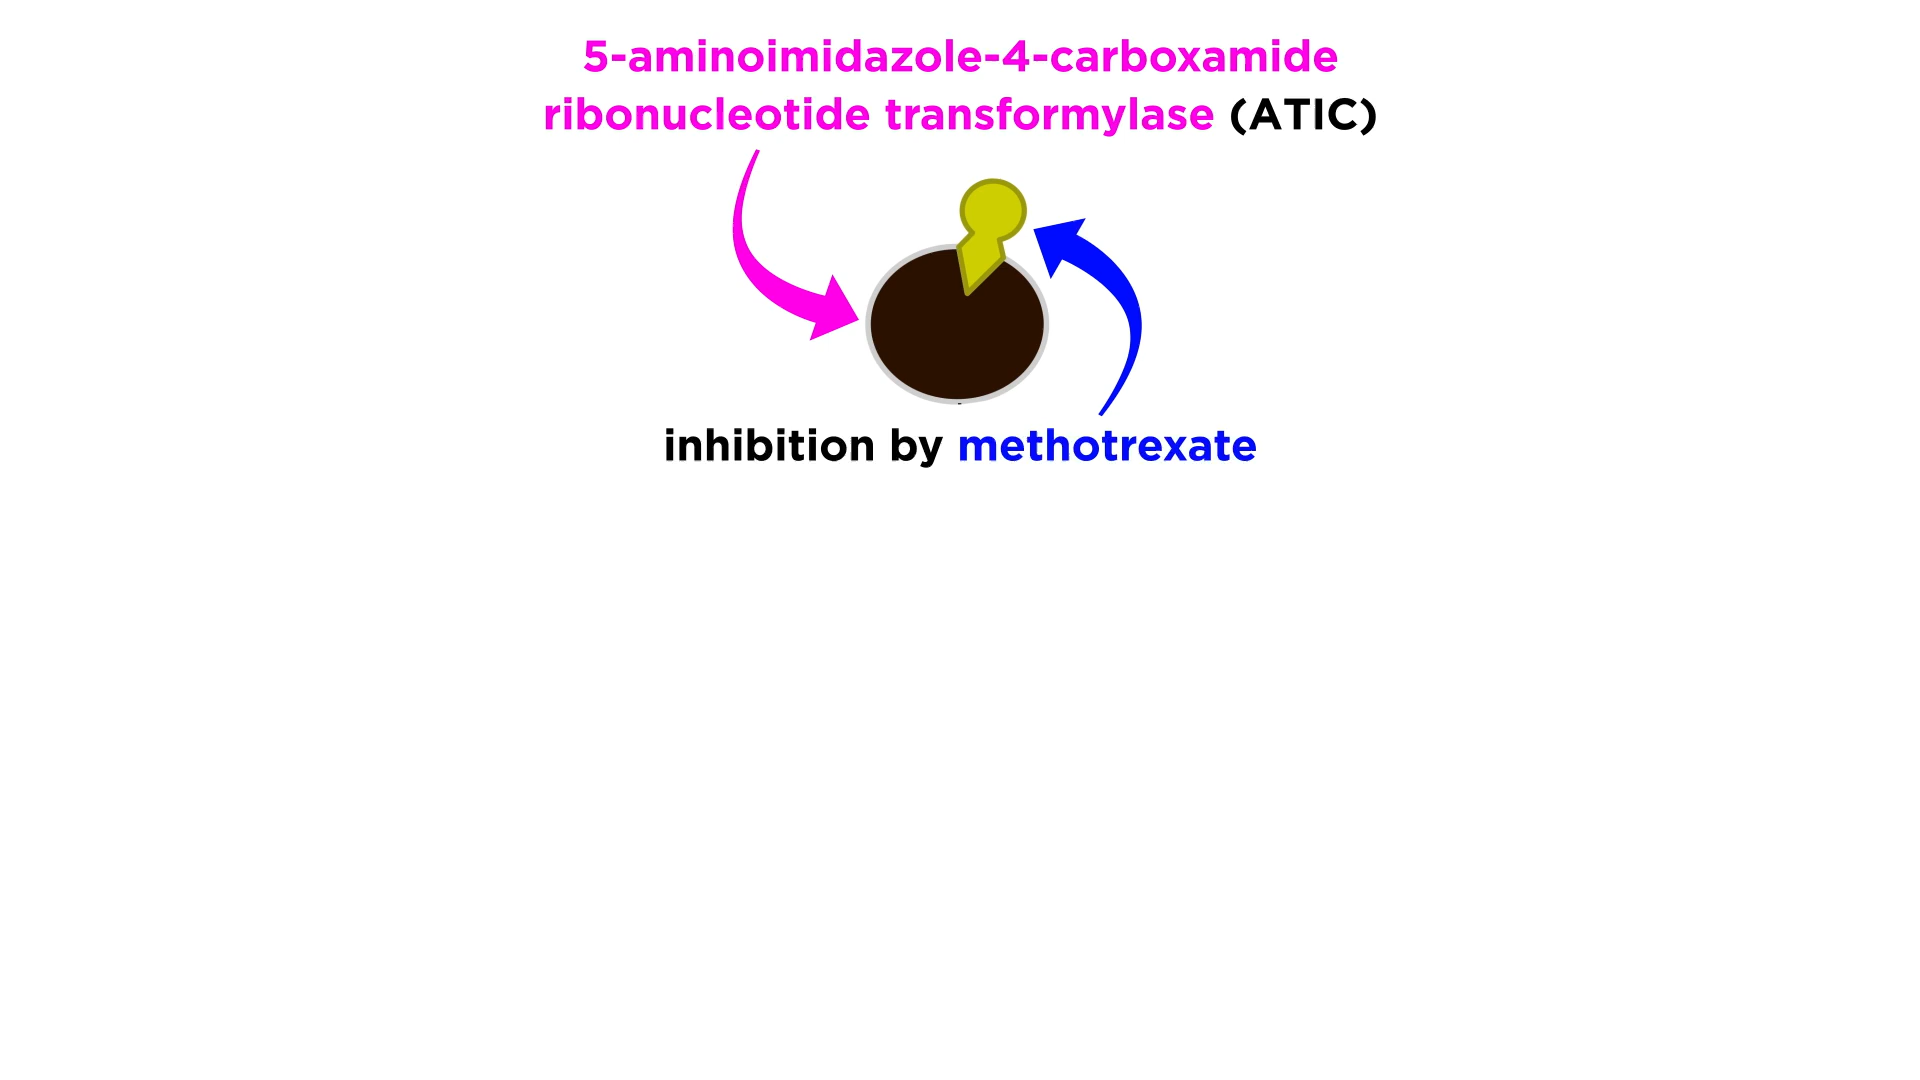 5-aminoimidazole-4-carboxamide
ribonucleotide transformylase (ATIC)
inhibition by methotrexate